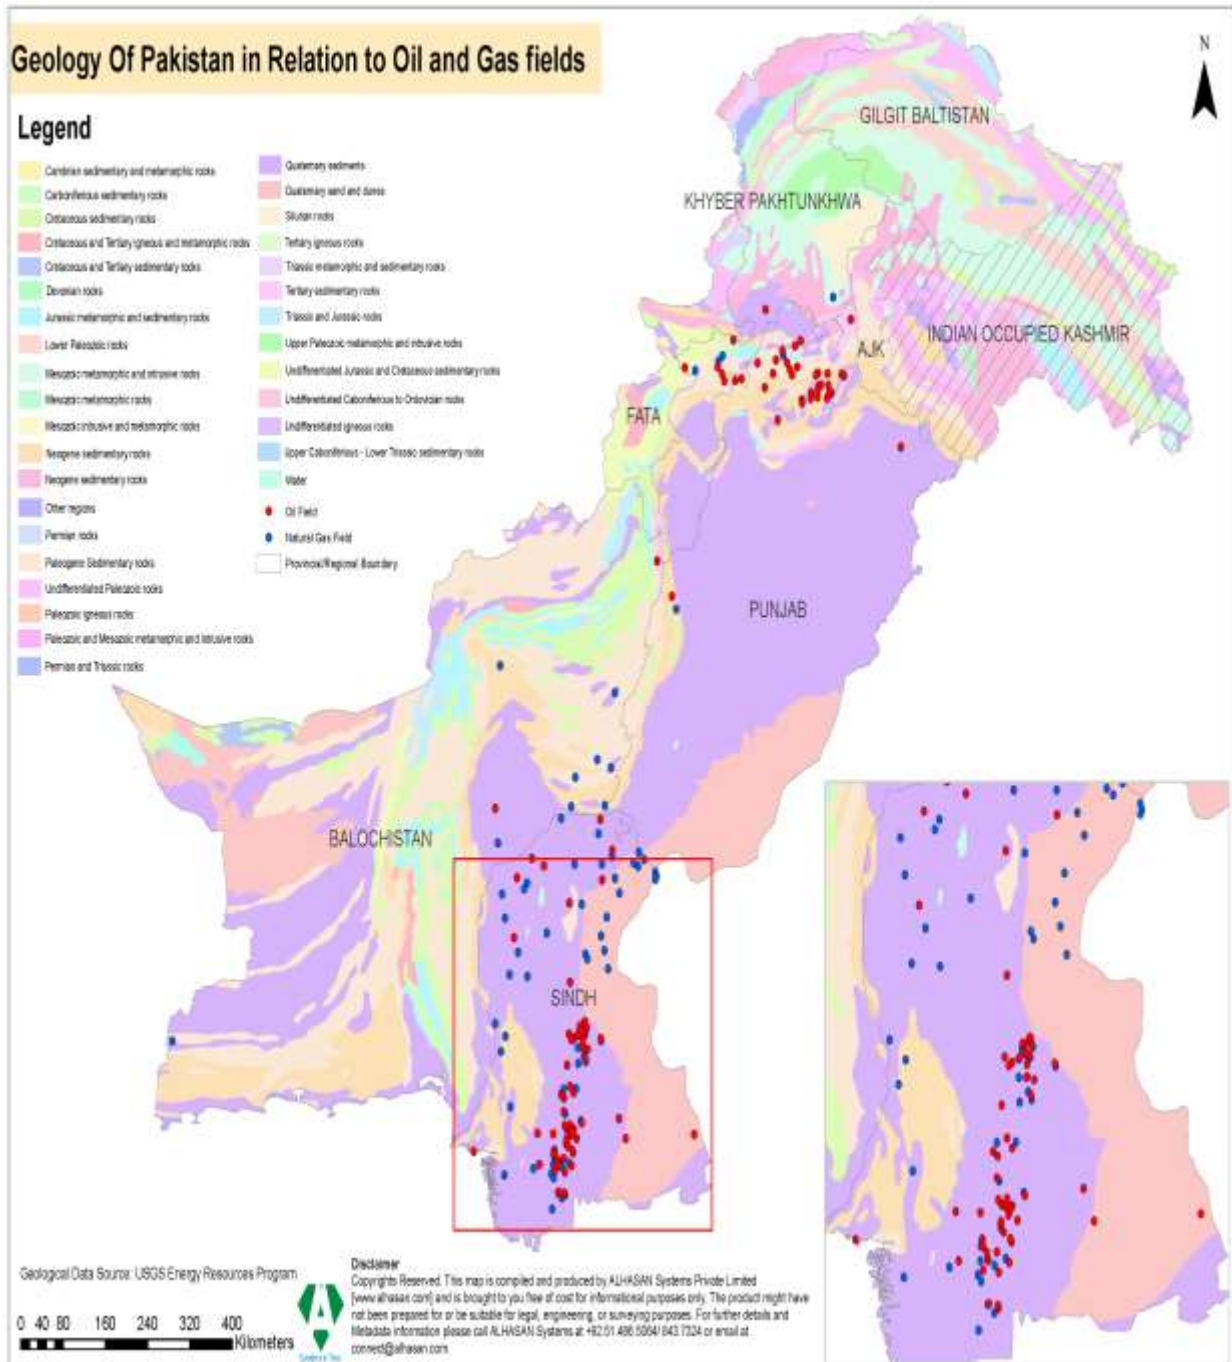 Geology Of Pakistan in Relation to Oil and Gas fields
N
Legend
Cambrian sedimentary and metamorphic rocks
Carboniferous sedimentary rocks
Cretaceous sedimentary rocks
Cretaceous and Tertiary igneous and metamorphic rocks
Cretaceous and Tertiary sedimentary rocks
Devonian rocks
Jurassic metamorphic and sedimentary rocks
Lower Paleozoic rocks
Mesozoic metamorphic and intrusive rocks
Mesozoic metamorphic rocks
Mesozoic intrusive and metamorphic rocks
Neogene sedimentary rocks
Neogene sedimentary rocks
Other regions
Permian rocks
Paleogene Sedimentary rocks
Undifferentiated Paleozoic rocks
Paleozoic igneous rocks
Paleozoic and Mesozoic metamorphic and intrusive rocks
Permian and Triassic rocks
Quaternary sediments
Quaternary sand and dunes
Silurian rocks
Tertiary igneous rocks
Triassic metamorphic and sedimentary rocks
Tertiary sedimentary rocks
Triassic and Jurassic rocks
Upper Paleozoic metamorphic and intrusive rocks
Undifferentiated Jurassic and Cretaceous sedimentary rocks
Undifferentiated Caboniferous to Ordovician rocks
Undifferentiated igneous rocks
Upper Caboniferous - Lower Triassic sedimentary rocks
Water
Oil Field
Natural Gas Field
Provincial/Regional Boundary
GILGIT BALTISTAN
KHYBER PAKHTUNKHWA
INDIAN OCCUPIED KASHMIR
AJK
FATA
PUNJAB
BALOCHISTAN
SINDH
Geological Data Source: USGS Energy Resources Program
0 40 80 160 240 320 400
Kilometers
Disclaimer
Copyrights Reserved. This map is compiled and produced by ALHASAN Systems Private Limited
[www.alhasan.com] and is brought to you free of cost for informational purposes only. The product might have
not been prepared for or be suitable for legal, engineering, or surveying purposes. For further details and
Metadata information please call ALHASAN Systems at or email at
connect@alhasan.com